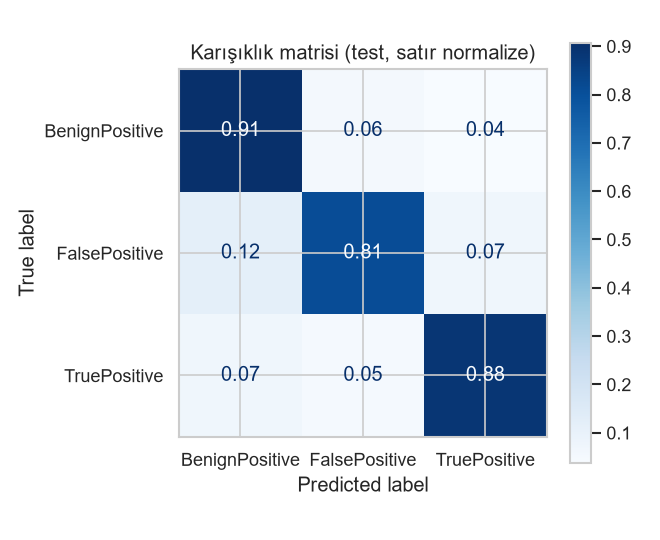 Karışıklık matrisi (test, satır normalize)
True label
BenignPositive
0.91 0.06 0.04
FalsePositive
0.12 0.81 0.07
TruePositive
0.07 0.05 0.88
BenignPositive FalsePositive TruePositive
Predicted label
0.9
0.8
0.7
0.6
0.5
0.4
0.3
0.2
0.1